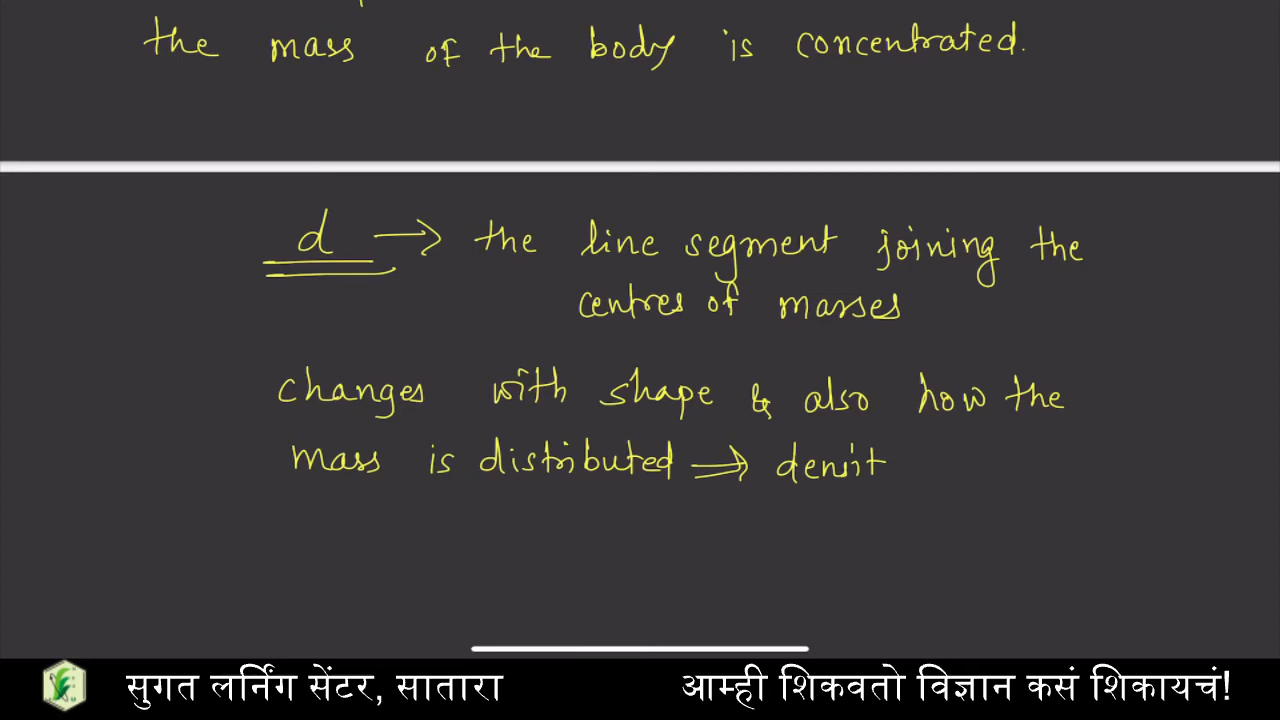 the mass of the body is concentrated.
d → the line segment joining the
centres of masses
changes with shape & also how the
mass is distributed ⇒ densit
सुगत लर्निंग सेंटर, सातारा
आम्ही शिकवतो विज्ञान कसं शिकायचं!